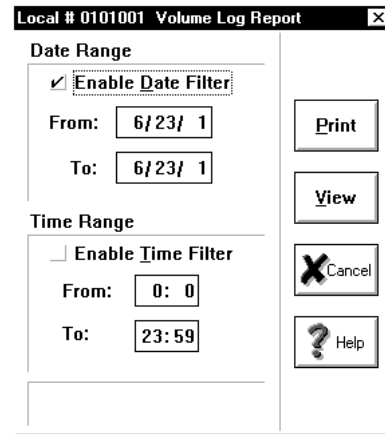 Local # 0101001 Volume Log Report
Date Range
Enable Date Filter
From: 6/23/ 1
To: 6/23/ 1
Time Range
Enable Time Filter
From: 0: 0
To: 23:59
Print
View
Cancel
Help